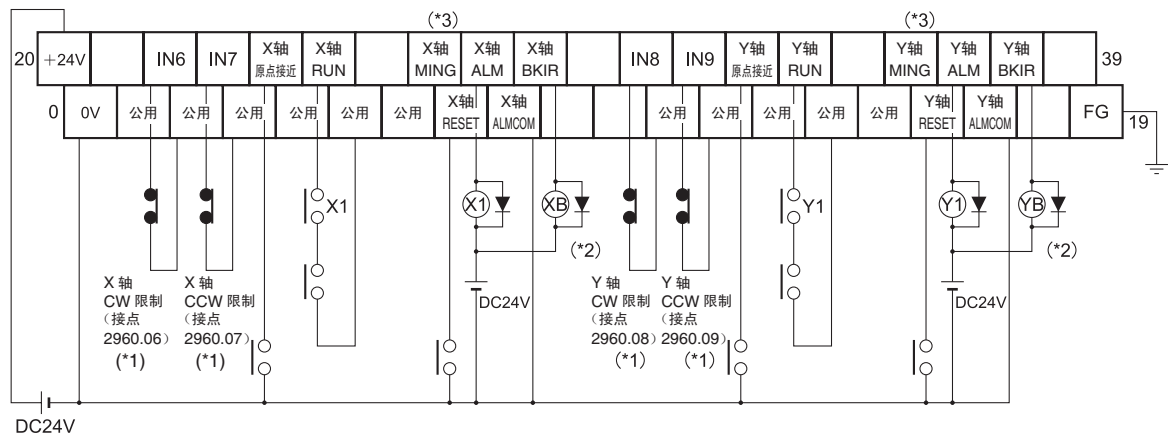 (*3) (*3)
20 +24V IN6 IN7 X轴 原点接近 X轴 RUN X轴 MING X轴 ALM X轴 BKIR IN8 IN9 Y轴 原点接近 Y轴 RUN Y轴 MING Y轴 ALM Y轴 BKIR 39
0 0V 公用 公用 公用 公用 公用 公用 X轴 RESET X轴 ALMCOM 公用 公用 公用 公用 公用 Y轴 RESET Y轴 ALMCOM FG 19
X1 X1 XB Y1 Y1 YB
(*2) (*2)
DC24V DC24V
X 轴
CW 限制
（接点
2960.06）
(*1)
X 轴
CCW 限制
（接点
2960.07）
(*1)
Y 轴
CW 限制
（接点
2960.08）
(*1)
Y 轴
CCW 限制
（接点
2960.09）
(*1)
DC24V